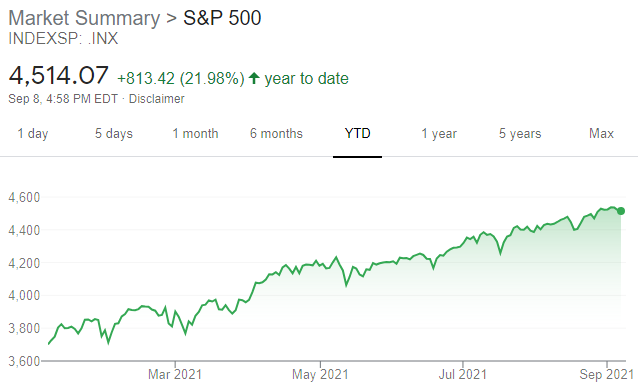 Market Summary > S&P 500
INDEXSP: .INX
4,514.07 +813.42 (21.98%) ↑ year to date
Sep 8, 4:58 PM EDT · Disclaimer
1 day 5 days 1 month 6 months YTD 1 year 5 years Max
4,600
4,400
4,200
4,000
3,800
3,600
Mar 2021 May 2021 Jul 2021 Sep 2021